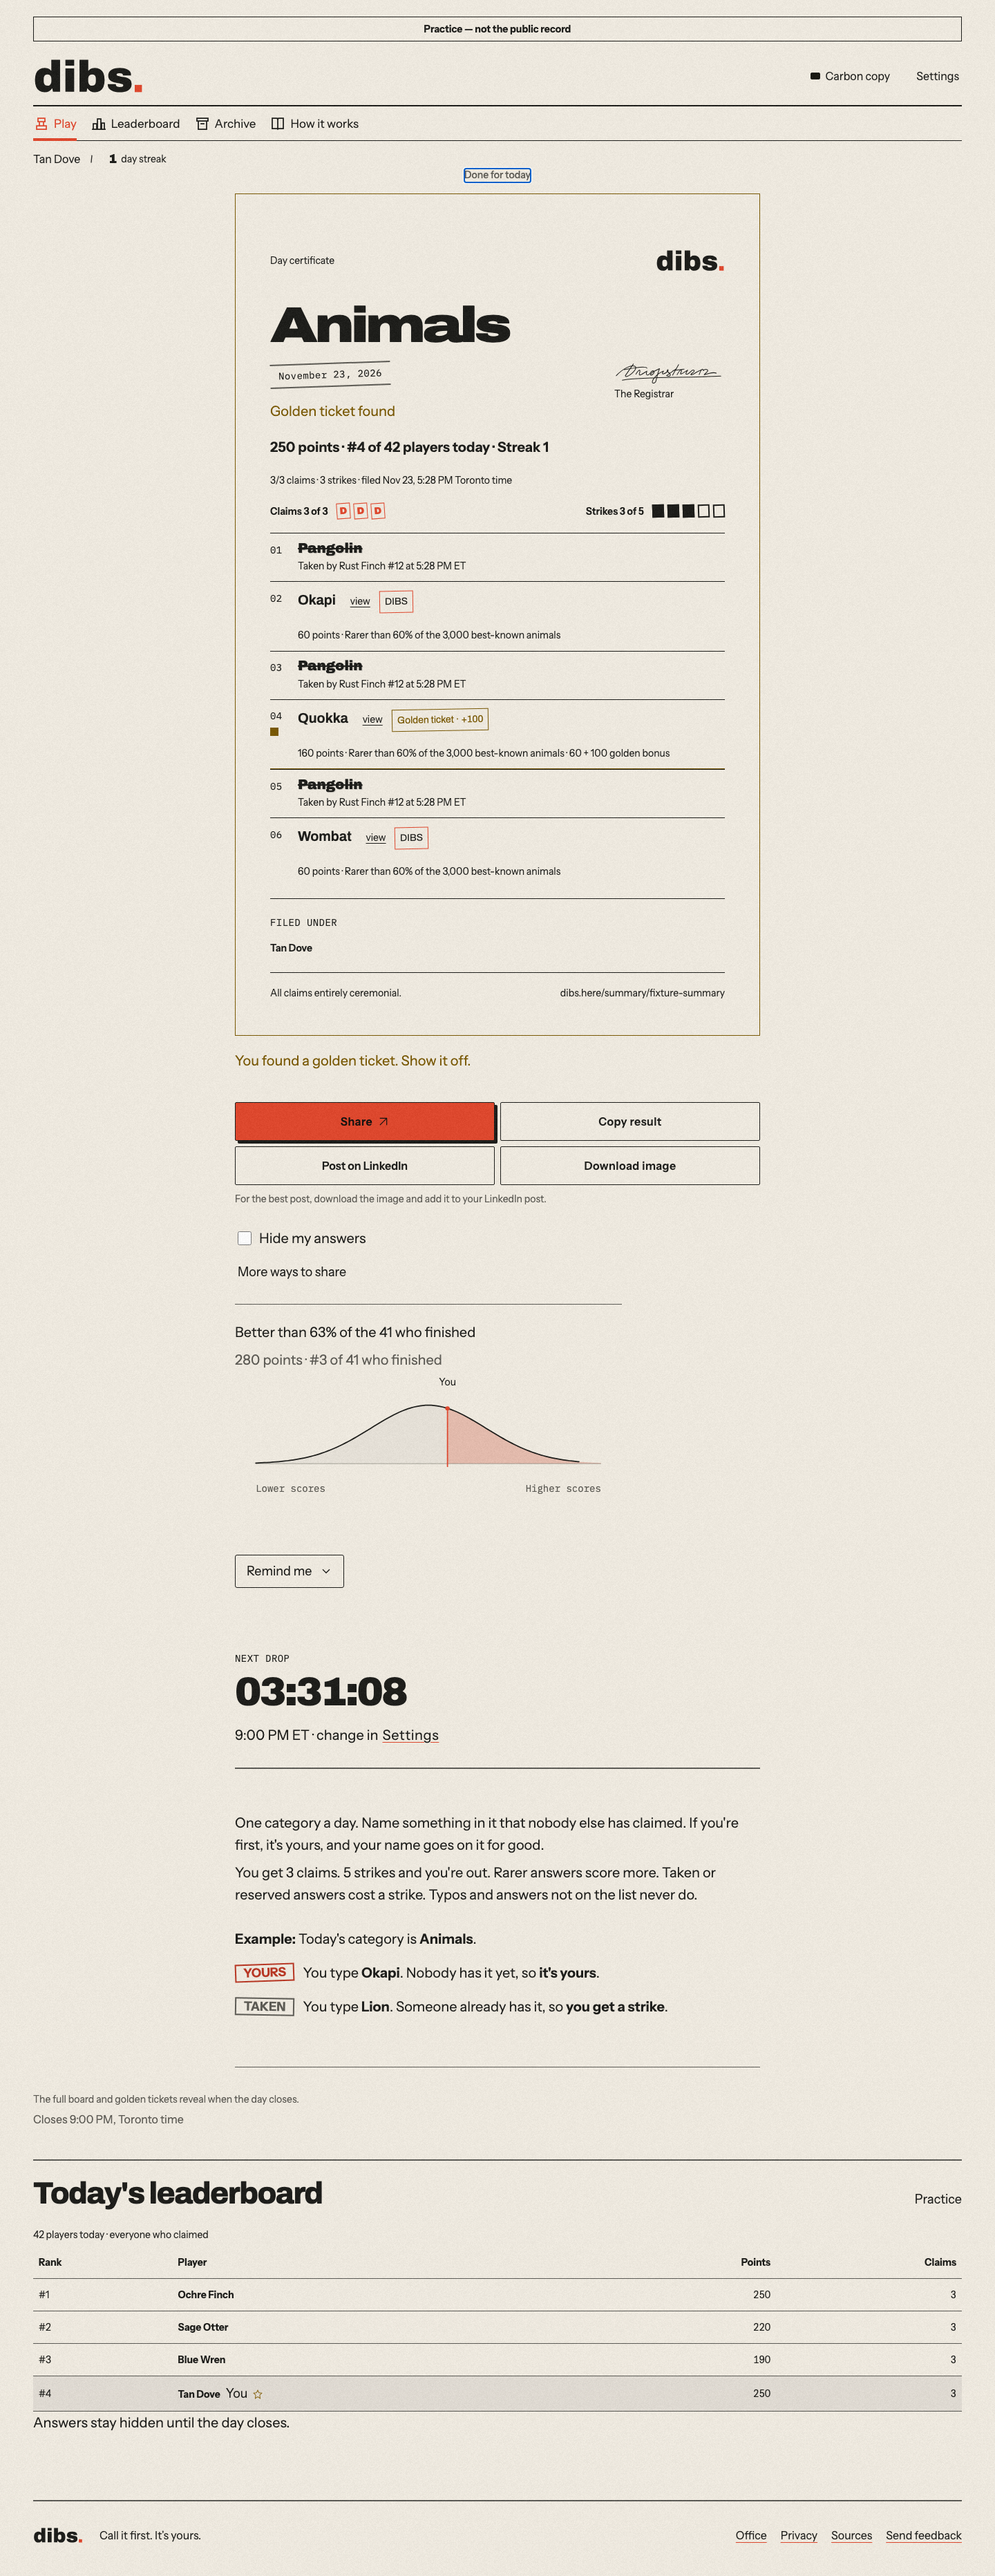 Practice — not the public record
dibs.
Carbon copy
Settings
Play
Leaderboard
Archive
How it works
Tan Dove / 1 day streak
Done for today
Day certificate
dibs.
Animals
November 23, 2026
The Registrar
Golden ticket found
250 points · #4 of 42 players today · Streak 1
3/3 claims · 3 strikes · filed Nov 23, 5:28 PM Toronto time
Claims 3 of 3 D D D
Strikes 3 of 5
01 Pangolin
Taken by Rust Finch #12 at 5:28 PM ET
02 Okapi view DIBS
60 points · Rarer than 60% of the 3,000 best-known animals
03 Pangolin
Taken by Rust Finch #12 at 5:28 PM ET
04 Quokka view Golden ticket · +100
160 points · Rarer than 60% of the 3,000 best-known animals · 60 + 100 golden bonus
05 Pangolin
Taken by Rust Finch #12 at 5:28 PM ET
06 Wombat view DIBS
60 points · Rarer than 60% of the 3,000 best-known animals
FILED UNDER
Tan Dove
All claims entirely ceremonial.
dibs.here/summary/fixture-summary
You found a golden ticket. Show it off.
Share
Copy result
Post on LinkedIn
Download image
For the best post, download the image and add it to your LinkedIn post.
Hide my answers
More ways to share
Better than 63% of the 41 who finished
280 points · #3 of 41 who finished
You
Lower scores
Higher scores
Remind me
NEXT DROP
03:31:08
9:00 PM ET · change in Settings
One category a day. Name something in it that nobody else has claimed. If you're
first, it's yours, and your name goes on it for good.
You get 3 claims. 5 strikes and you're out. Rarer answers score more. Taken or
reserved answers cost a strike. Typos and answers not on the list never do.
Example: Today's category is Animals.
YOURS You type Okapi. Nobody has it yet, so it's yours.
TAKEN You type Lion. Someone already has it, so you get a strike.
The full board and golden tickets reveal when the day closes.
Closes 9:00 PM, Toronto time
Today's leaderboard
Practice
42 players today · everyone who claimed
Rank Player Points Claims
#1 Ochre Finch 250 3
#2 Sage Otter 220 3
#3 Blue Wren 190 3
#4 Tan Dove You 250 3
Answers stay hidden until the day closes.
dibs. Call it first. It's yours.
Office Privacy Sources Send feedback